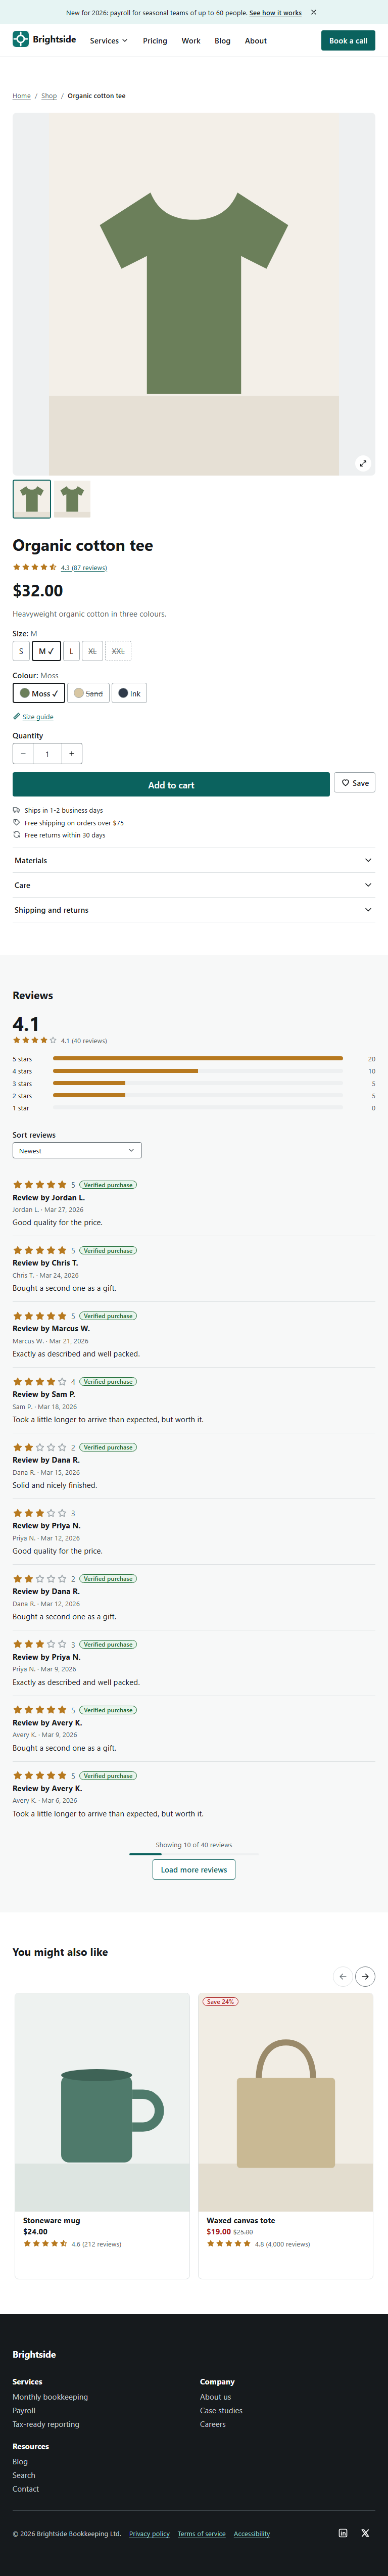 New for 2026: payroll for seasonal teams of up to 60 people. See how it works
Brightside Services Pricing Work Blog About Book a call
Home / Shop / Organic cotton tee
Organic cotton tee
4.3 (87 reviews)
$32.00
Heavyweight organic cotton in three colours.
Size: M
S M L XL XXL
Colour: Moss
Moss Sand Ink
Size guide
Quantity
− 1 +
Add to cart Save
Ships in 1–2 business days
Free shipping on orders over $75
Free returns within 30 days
Materials
Care
Shipping and returns
Reviews
4.1
4.1 (40 reviews)
5 stars 20
4 stars 10
3 stars 5
2 stars 5
1 star 0
Sort reviews
Newest
5 Verified purchase
Review by Jordan L.
Jordan L. · Mar 27, 2026
Good quality for the price.
5 Verified purchase
Review by Chris T.
Chris T. · Mar 24, 2026
Bought a second one as a gift.
5 Verified purchase
Review by Marcus W.
Marcus W. · Mar 21, 2026
Exactly as described and well packed.
4 Verified purchase
Review by Sam P.
Sam P. · Mar 18, 2026
Took a little longer to arrive than expected, but worth it.
2 Verified purchase
Review by Dana R.
Dana R. · Mar 15, 2026
Solid and nicely finished.
3
Review by Priya N.
Priya N. · Mar 12, 2026
Good quality for the price.
2 Verified purchase
Review by Dana R.
Dana R. · Mar 12, 2026
Bought a second one as a gift.
3 Verified purchase
Review by Priya N.
Priya N. · Mar 9, 2026
Exactly as described and well packed.
5 Verified purchase
Review by Avery K.
Avery K. · Mar 9, 2026
Bought a second one as a gift.
5 Verified purchase
Review by Avery K.
Avery K. · Mar 6, 2026
Took a little longer to arrive than expected, but worth it.
Showing 10 of 40 reviews
Load more reviews
You might also like
Stoneware mug
$24.00
4.6 (212 reviews)
Save 24%
Waxed canvas tote
$19.00 $25.00
4.8 (4,000 reviews)
Brightside
Services
Monthly bookkeeping
Payroll
Tax-ready reporting
Company
About us
Case studies
Careers
Resources
Blog
Search
Contact
© 2026 Brightside Bookkeeping Ltd. Privacy policy Terms of service Accessibility